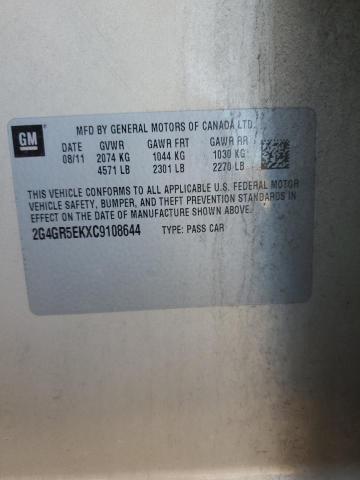 GM
MFD BY GENERAL MOTORS OF CANADA LTD.
DATE GVWR GAWR FRT GAWR RR
08/11 2074 KG 1044 KG 1030 KG
4571 LB 2301 LB 2270 LB
THIS VEHICLE CONFORMS TO ALL APPLICABLE U.S. FEDERAL MOTOR
VEHICLE SAFETY, BUMPER, AND THEFT PREVENTION STANDARDS IN
EFFECT ON THE DATE OF MANUFACTURE SHOWN ABOVE.
2G4GR5EKXC9108644 TYPE: PASS CAR